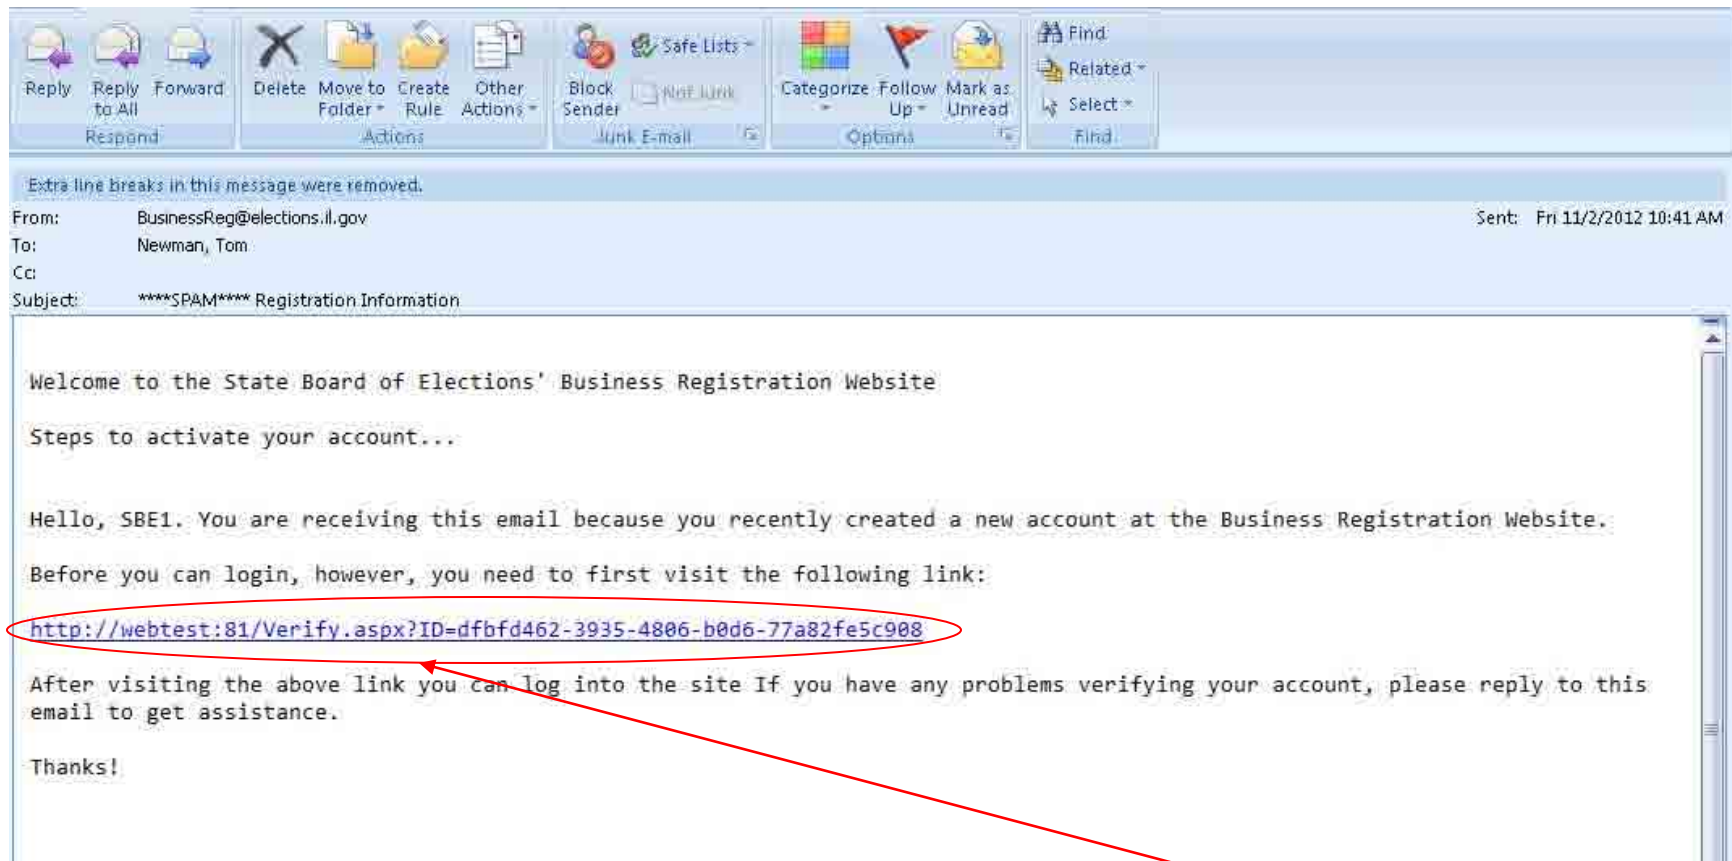 Reply Reply to All Forward Delete Move to Folder Create Rule Other Actions Block Sender Safe Lists Not Junk Categorize Follow Up Mark as Unread Find Related Select
Respond Actions Junk E-mail Options Find
Extra line breaks in this message were removed.
From: BusinessReg@elections.il.gov Sent: Fri 11/2/2012 10:41 AM
To: Newman, Tom
Cc:
Subject: ****SPAM**** Registration Information
Welcome to the State Board of Elections' Business Registration Website
Steps to activate your account...
Hello, SBE1. You are receiving this email because you recently created a new account at the Business Registration Website.
Before you can login, however, you need to first visit the following link:
http://webtest:81/Verify.aspx?ID=dfbfd462-3935-4806-b0d6-77a82fe5c908
After visiting the above link you can log into the site If you have any problems verifying your account, please reply to this
email to get assistance.
Thanks!